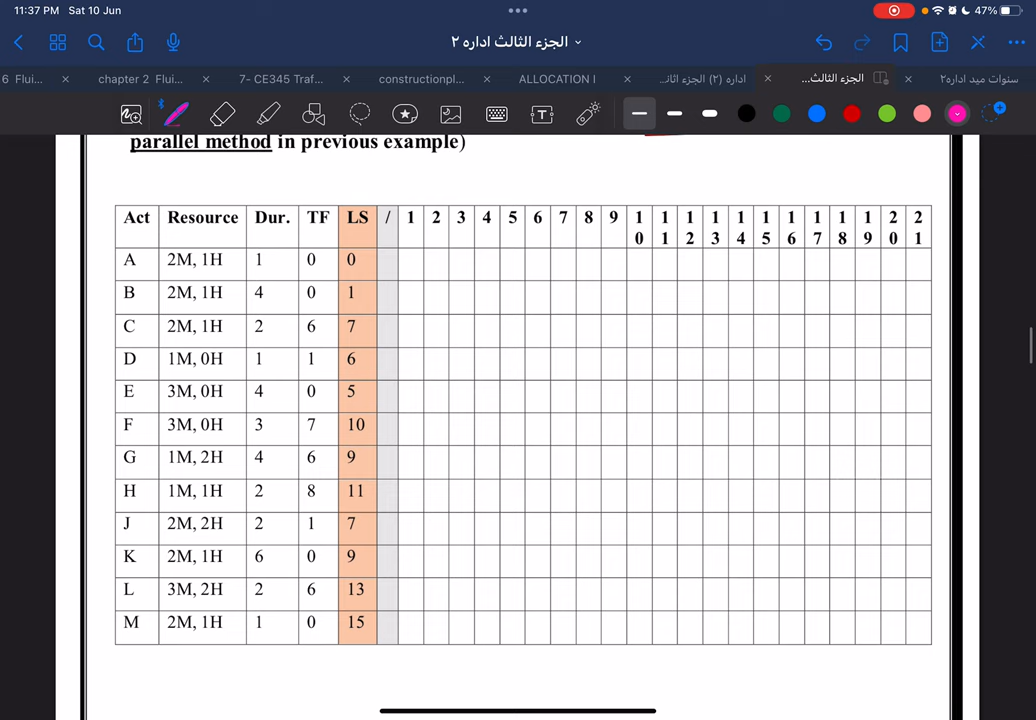 11:37 PM Sat 10 Jun
47%
الجزء الثالث اداره ٢
6 Flui...
chapter 2 Flui...
7- CE345 Traf...
constructionpl...
ALLOCATION I
اداره (٢) الجزء اثانـ...
الجزء الثالث...
سنوات ميد اداره٢
parallel method in previous example)
Act Resource Dur. TF LS / 1 2 3 4 5 6 7 8 9 10 11 12 13 14 15 16 17 18 19 20 21
A 2M, 1H 1 0 0
B 2M, 1H 4 0 1
C 2M, 1H 2 6 7
D 1M, 0H 1 1 6
E 3M, 0H 4 0 5
F 3M, 0H 3 7 10
G 1M, 2H 4 6 9
H 1M, 1H 2 8 11
J 2M, 2H 2 1 7
K 2M, 1H 6 0 9
L 3M, 2H 2 6 13
M 2M, 1H 1 0 15